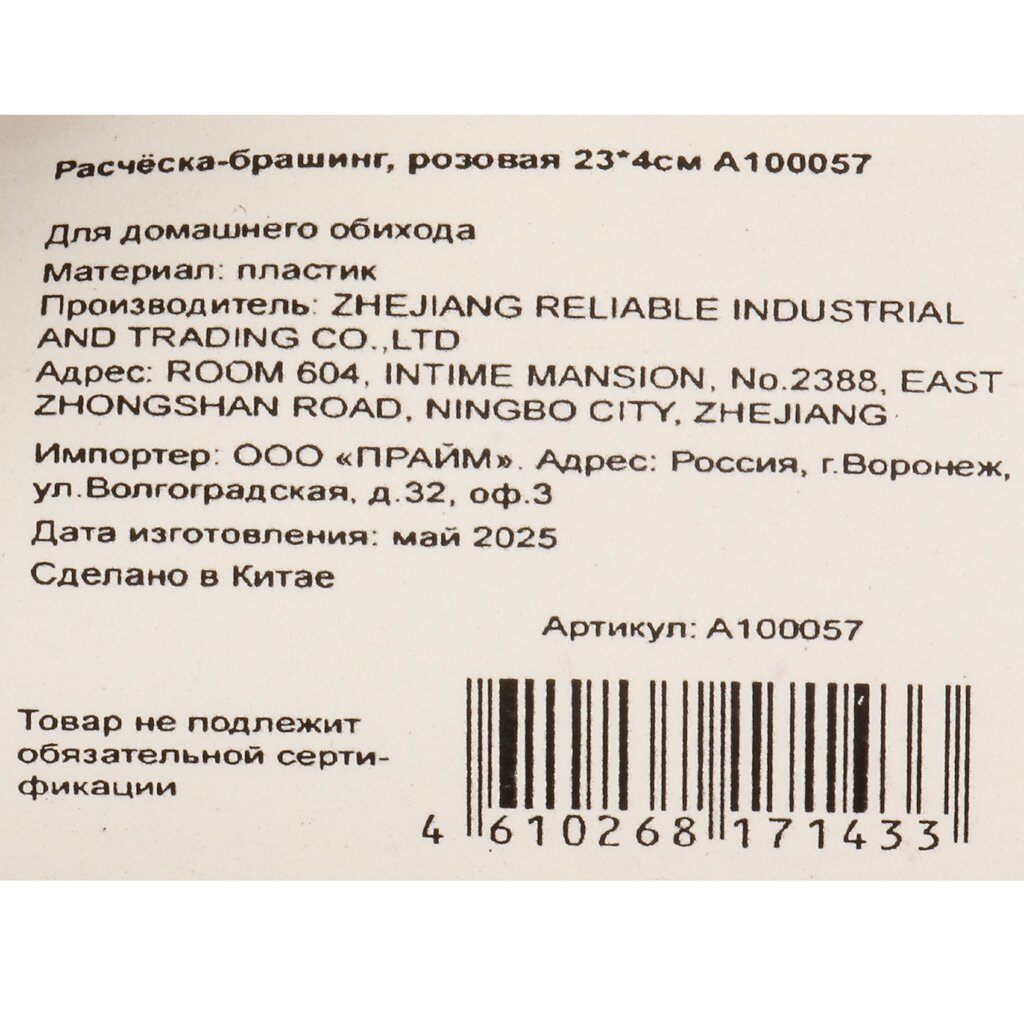 Расчёска-брашинг, розовая 23*4см А100057
Для домашнего обихода
Материал: пластик
Производитель: ZHEJIANG RELIABLE INDUSTRIAL
AND TRADING CO.,LTD
Адрес: ROOM 604, INTIME MANSION, No.2388, EAST
ZHONGSHAN ROAD, NINGBO CITY, ZHEJIANG
Импортер: ООО «ПРАЙМ». Адрес: Россия, г.Воронеж,
ул.Волгоградская, д.32, оф.3
Дата изготовления: май 2025
Сделано в Китае
Артикул: А100057
Товар не подлежит
обязательной серти-
фикации
4 610268 171433